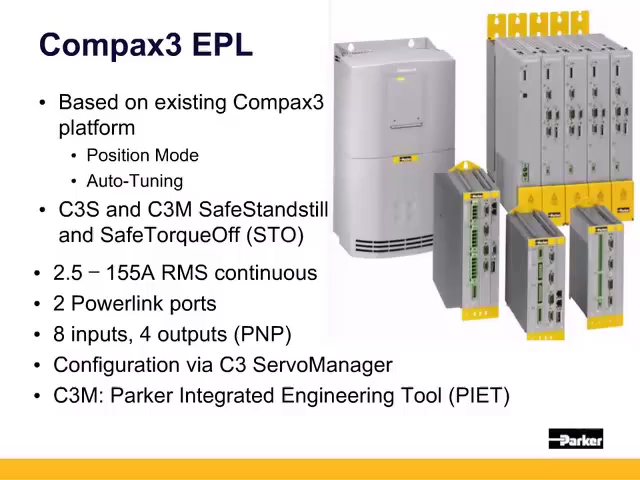 Compax3 EPL
• Based on existing Compax3
platform
• Position Mode
• Auto-Tuning
• C3S and C3M SafeStandstill
and SafeTorqueOff (STO)
• 2.5 – 155A RMS continuous
• 2 Powerlink ports
• 8 inputs, 4 outputs (PNP)
• Configuration via C3 ServoManager
• C3M: Parker Integrated Engineering Tool (PIET)
Parker